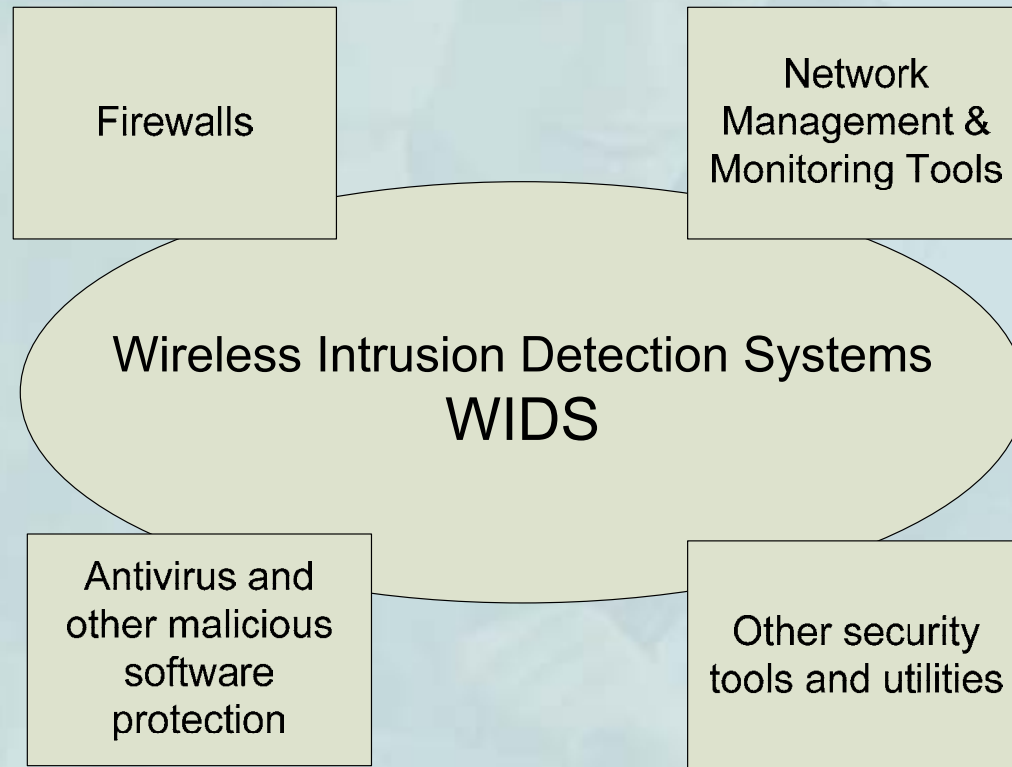 Firewalls
Network
Management &
Monitoring Tools
Wireless Intrusion Detection Systems
WIDS
Antivirus and
other malicious
software
protection
Other security
tools and utilities